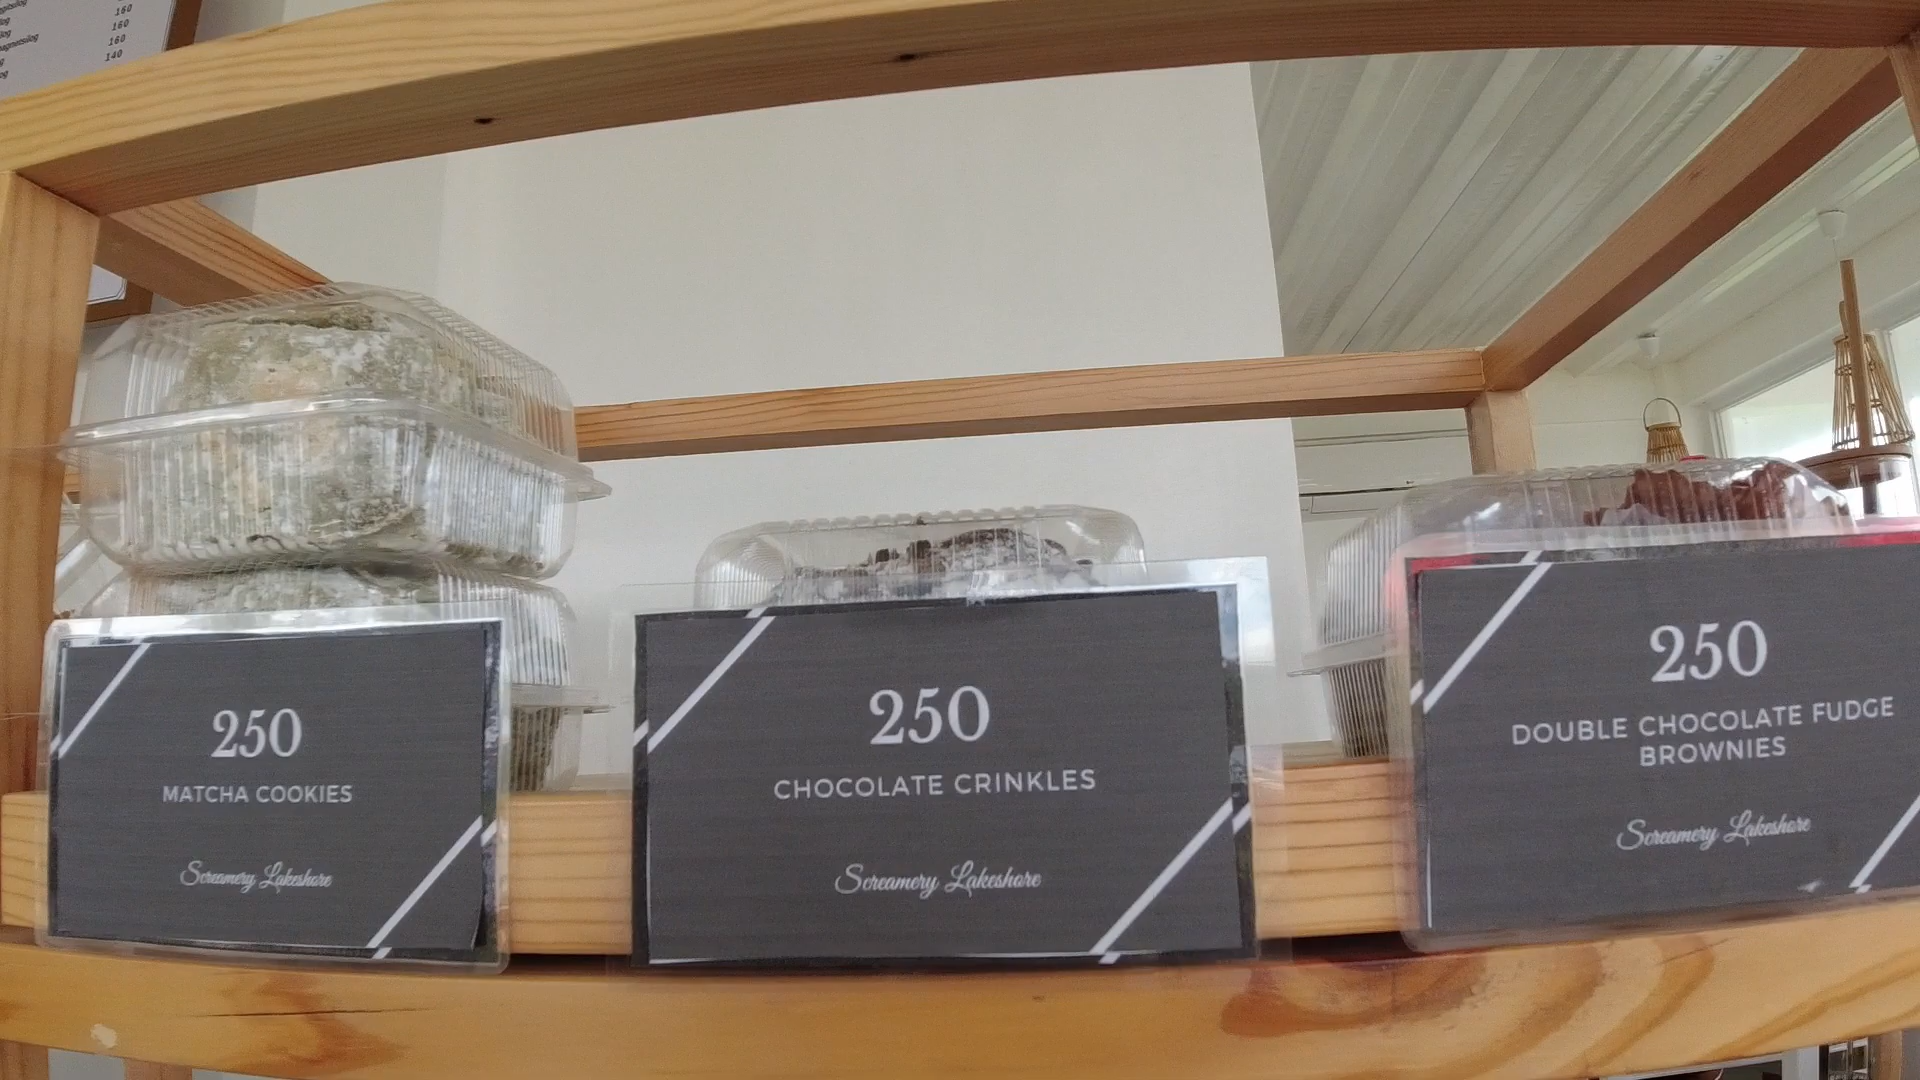 160
160
160
140
250
MATCHA COOKIES
Screamery Lakeshore
250
CHOCOLATE CRINKLES
Screamery Lakeshore
250
DOUBLE CHOCOLATE FUDGE
BROWNIES
Screamery Lakeshore